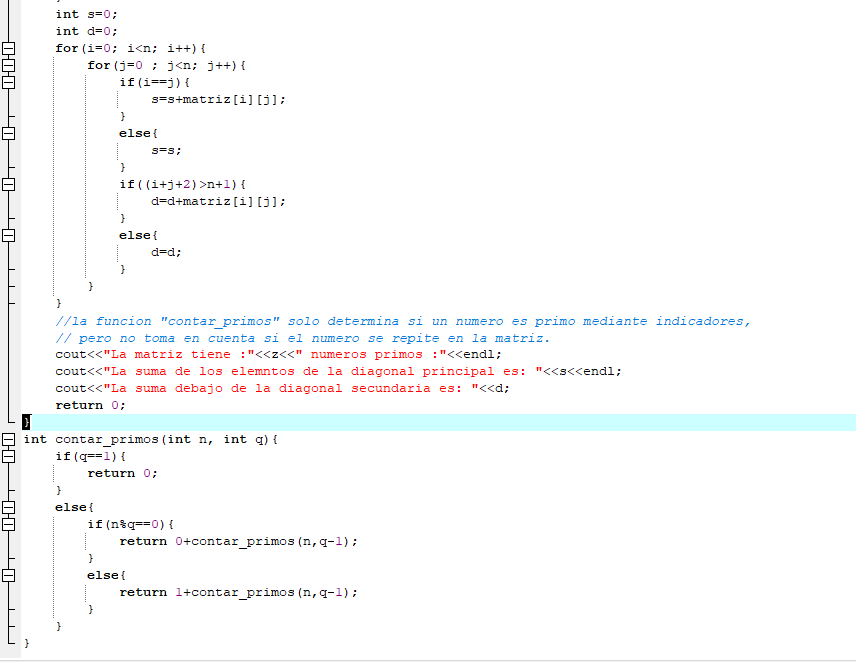 int s=0;
int d=0;
for(i=0; i<n; i++){
for(j=0 ; j<n; j++){
if(i==j){
s=s+matriz[i][j];
}
else{
s=s;
}
if((i+j+2)>n+1){
d=d+matriz[i][j];
}
else{
d=d;
}
}
}
//la funcion "contar_primos" solo determina si un numero es primo mediante indicadores,
// pero no toma en cuenta si el numero se repite en la matriz.
cout<<"La matriz tiene :"<<z<<" numeros primos :"<<endl;
cout<<"La suma de los elemntos de la diagonal principal es: "<<s<<endl;
cout<<"La suma debajo de la diagonal secundaria es: "<<d;
return 0;
}
int contar_primos(int n, int q){
if(q==1){
return 0;
}
else{
if(n%q==0){
return 0+contar_primos(n,q-1);
}
else{
return 1+contar_primos(n,q-1);
}
}
}